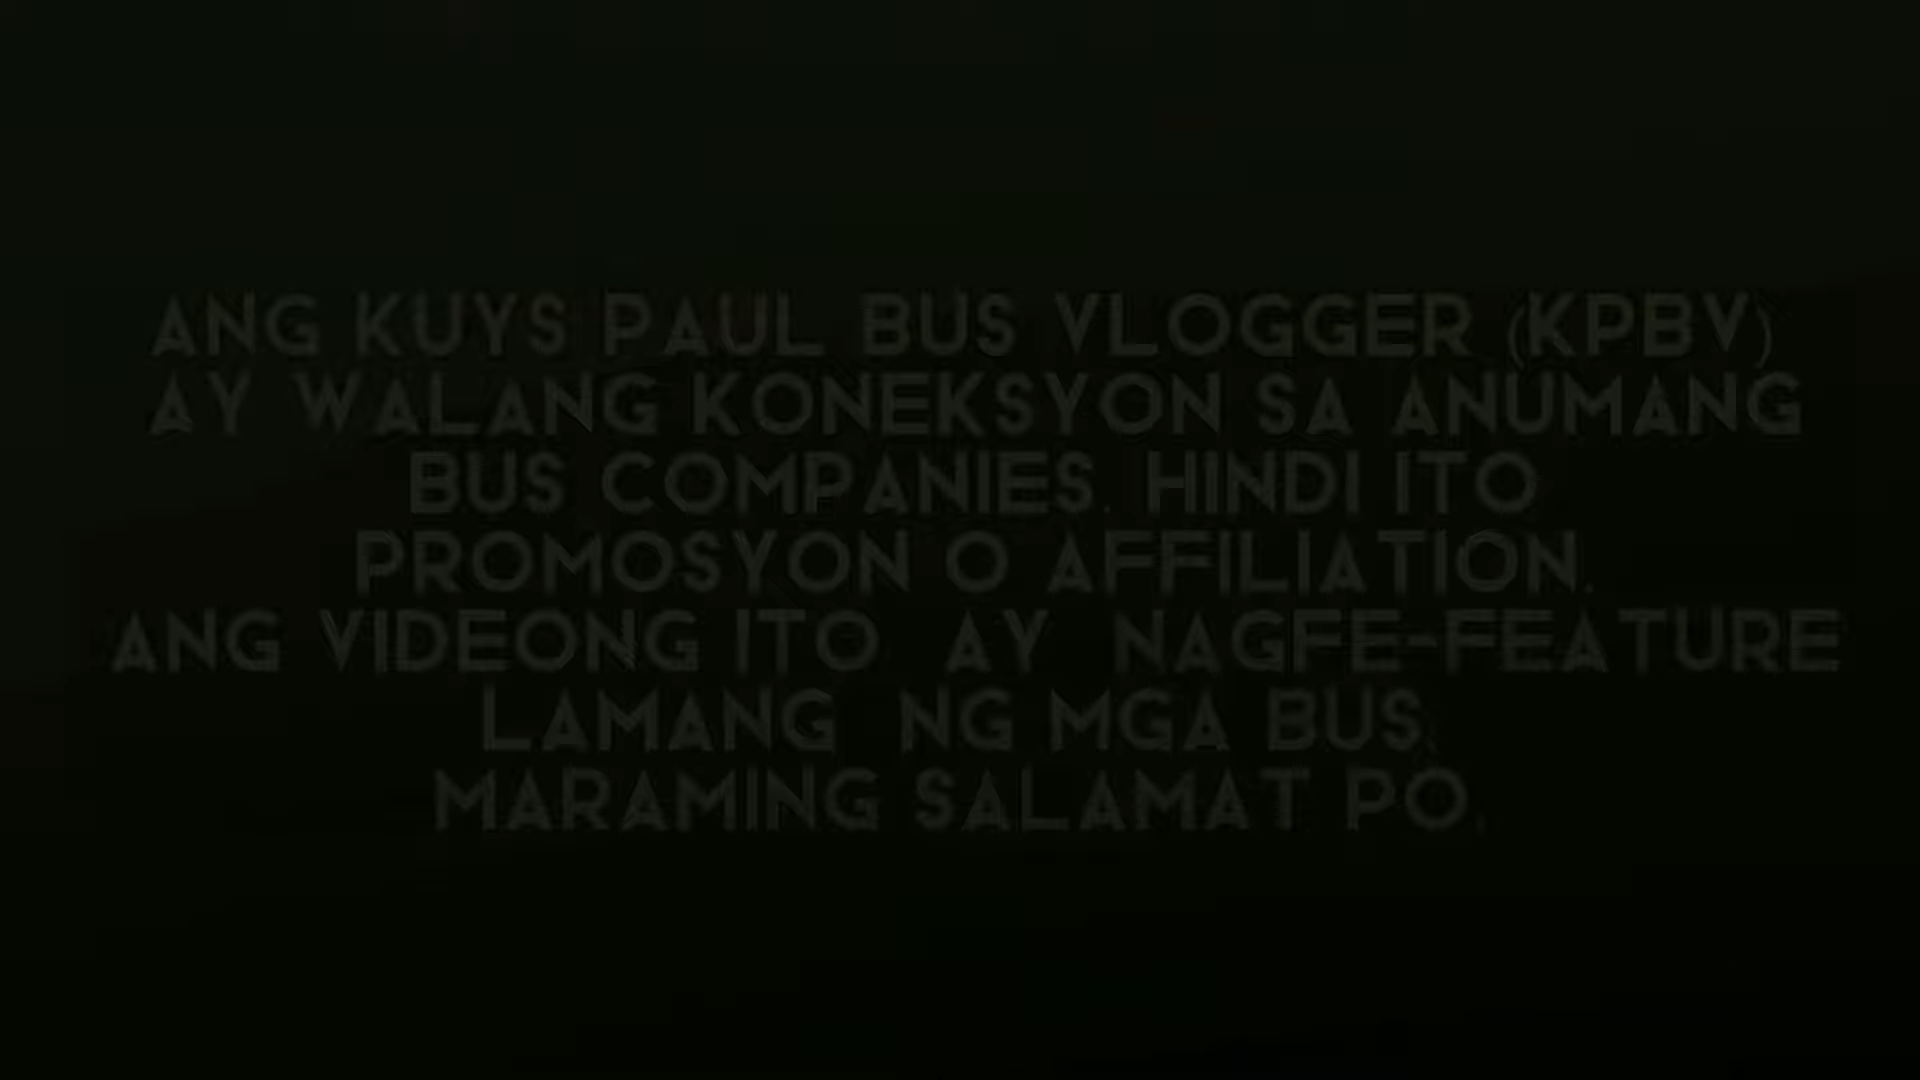 ANG KUYS PAUL BUS VLOGGER (KPBV)
AY WALANG KONEKSYON SA ANUMANG
BUS COMPANIES. HINDI ITO
PROMOSYON O AFFILIATION.
ANG VIDEONG ITO AY NAGFE-FEATURE
LAMANG NG MGA BUS.
MARAMING SALAMAT PO.